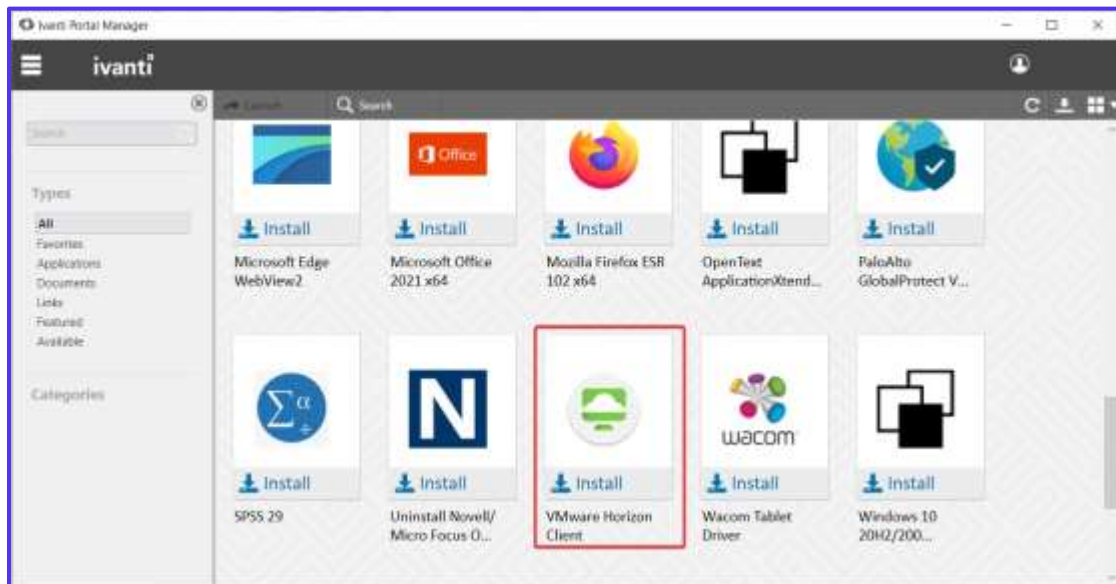 Ivanti Portal Manager
ivanti
Search
Search
Types
All
Favorites
Applications
Documents
Links
Featured
Available
Categories
Office
Install
Install
Install
Install
Install
Microsoft Edge
WebView2
Microsoft Office
2021 x64
Mozilla Firefox ESR
102 x64
OpenText
ApplicationXtend...
PaloAlto
GlobalProtect V...
Σα
÷
N
wacom
Install
Install
Install
Install
Install
SPSS 29
Uninstall Novell/
Micro Focus O...
VMware Horizon
Client
Wacom Tablet
Driver
Windows 10
20H2/200...